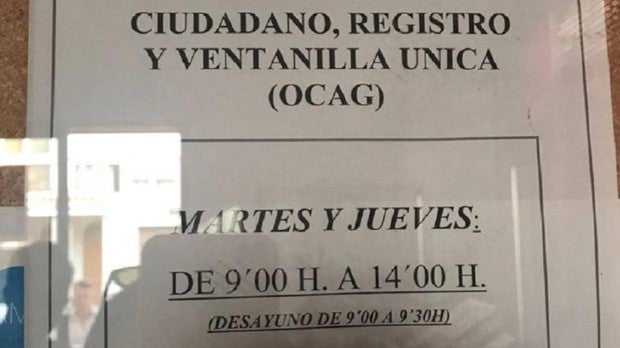 CIUDADANO, REGISTRO
Y VENTANILLA UNICA
(OCAG)
MARTES Y JUEVES:
DE 9´00 H. A 14´00 H.
(DESAYUNO DE 9'00 A 9'30H)